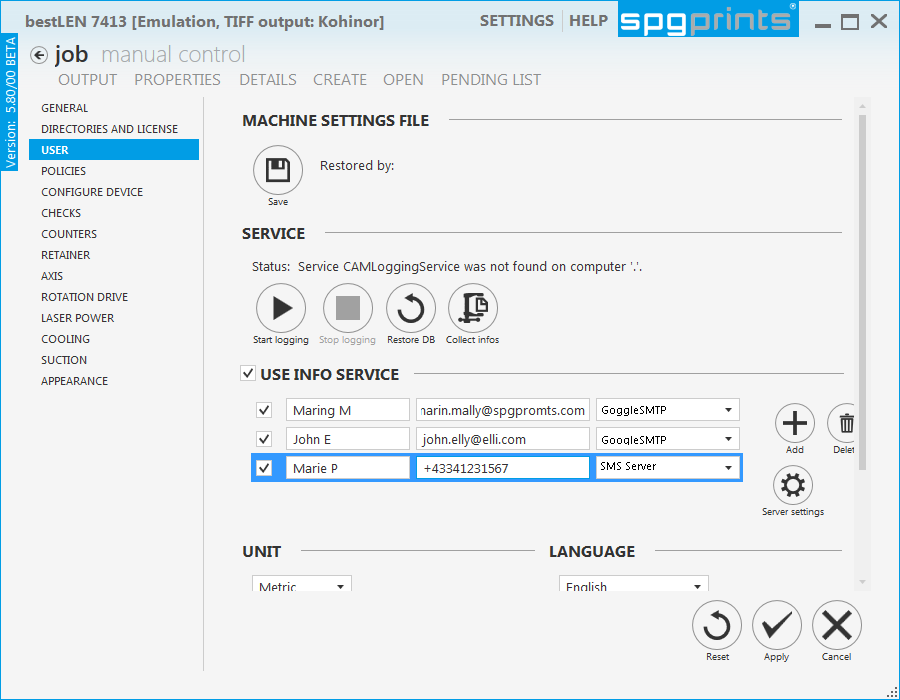 bestLEN 7413 [Emulation, TIFF output: Kohinor]
SETTINGS HELP
spgprints®
Version: 5.80/00 BETA
job manual control
OUTPUT PROPERTIES DETAILS CREATE OPEN PENDING LIST
GENERAL
DIRECTORIES AND LICENSE
USER
POLICIES
CONFIGURE DEVICE
CHECKS
COUNTERS
RETAINER
AXIS
ROTATION DRIVE
LASER POWER
COOLING
SUCTION
APPEARANCE
MACHINE SETTINGS FILE
Restored by:
Save
SERVICE
Status: Service CAMLoggingService was not found on computer '.'.
Start logging Stop logging Restore DB Collect infos
USE INFO SERVICE
Maring M narin.mally@spgpromts.com GoggleSMTP
John E john.elly@elli.com GoogleSMTP
Marie P +43341231567 SMS Server
Add Delet
Server settings
UNIT LANGUAGE
Metric English
Reset Apply Cancel